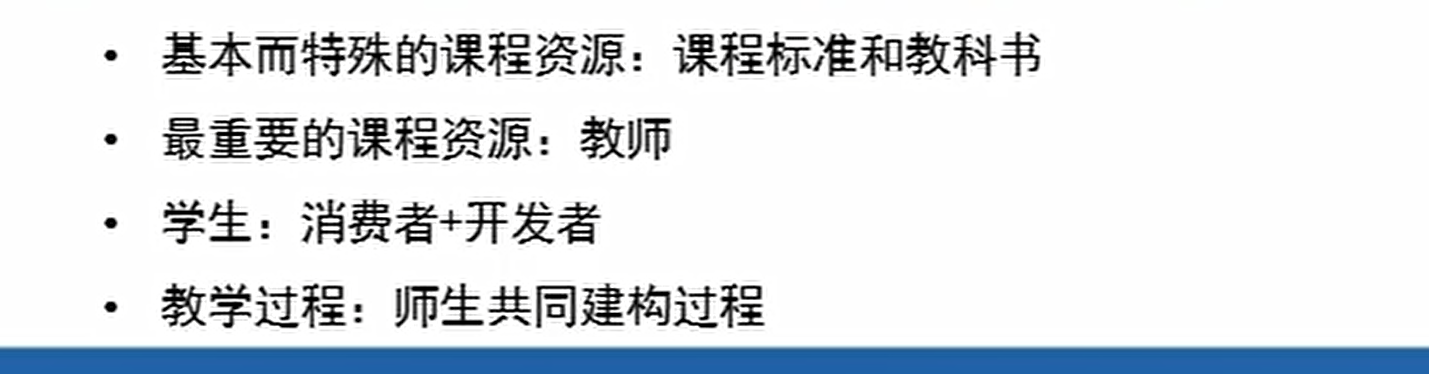 • 基本而特殊的课程资源：课程标准和教科书
• 最重要的课程资源：教师
• 学生：消费者+开发者
• 教学过程：师生共同建构过程